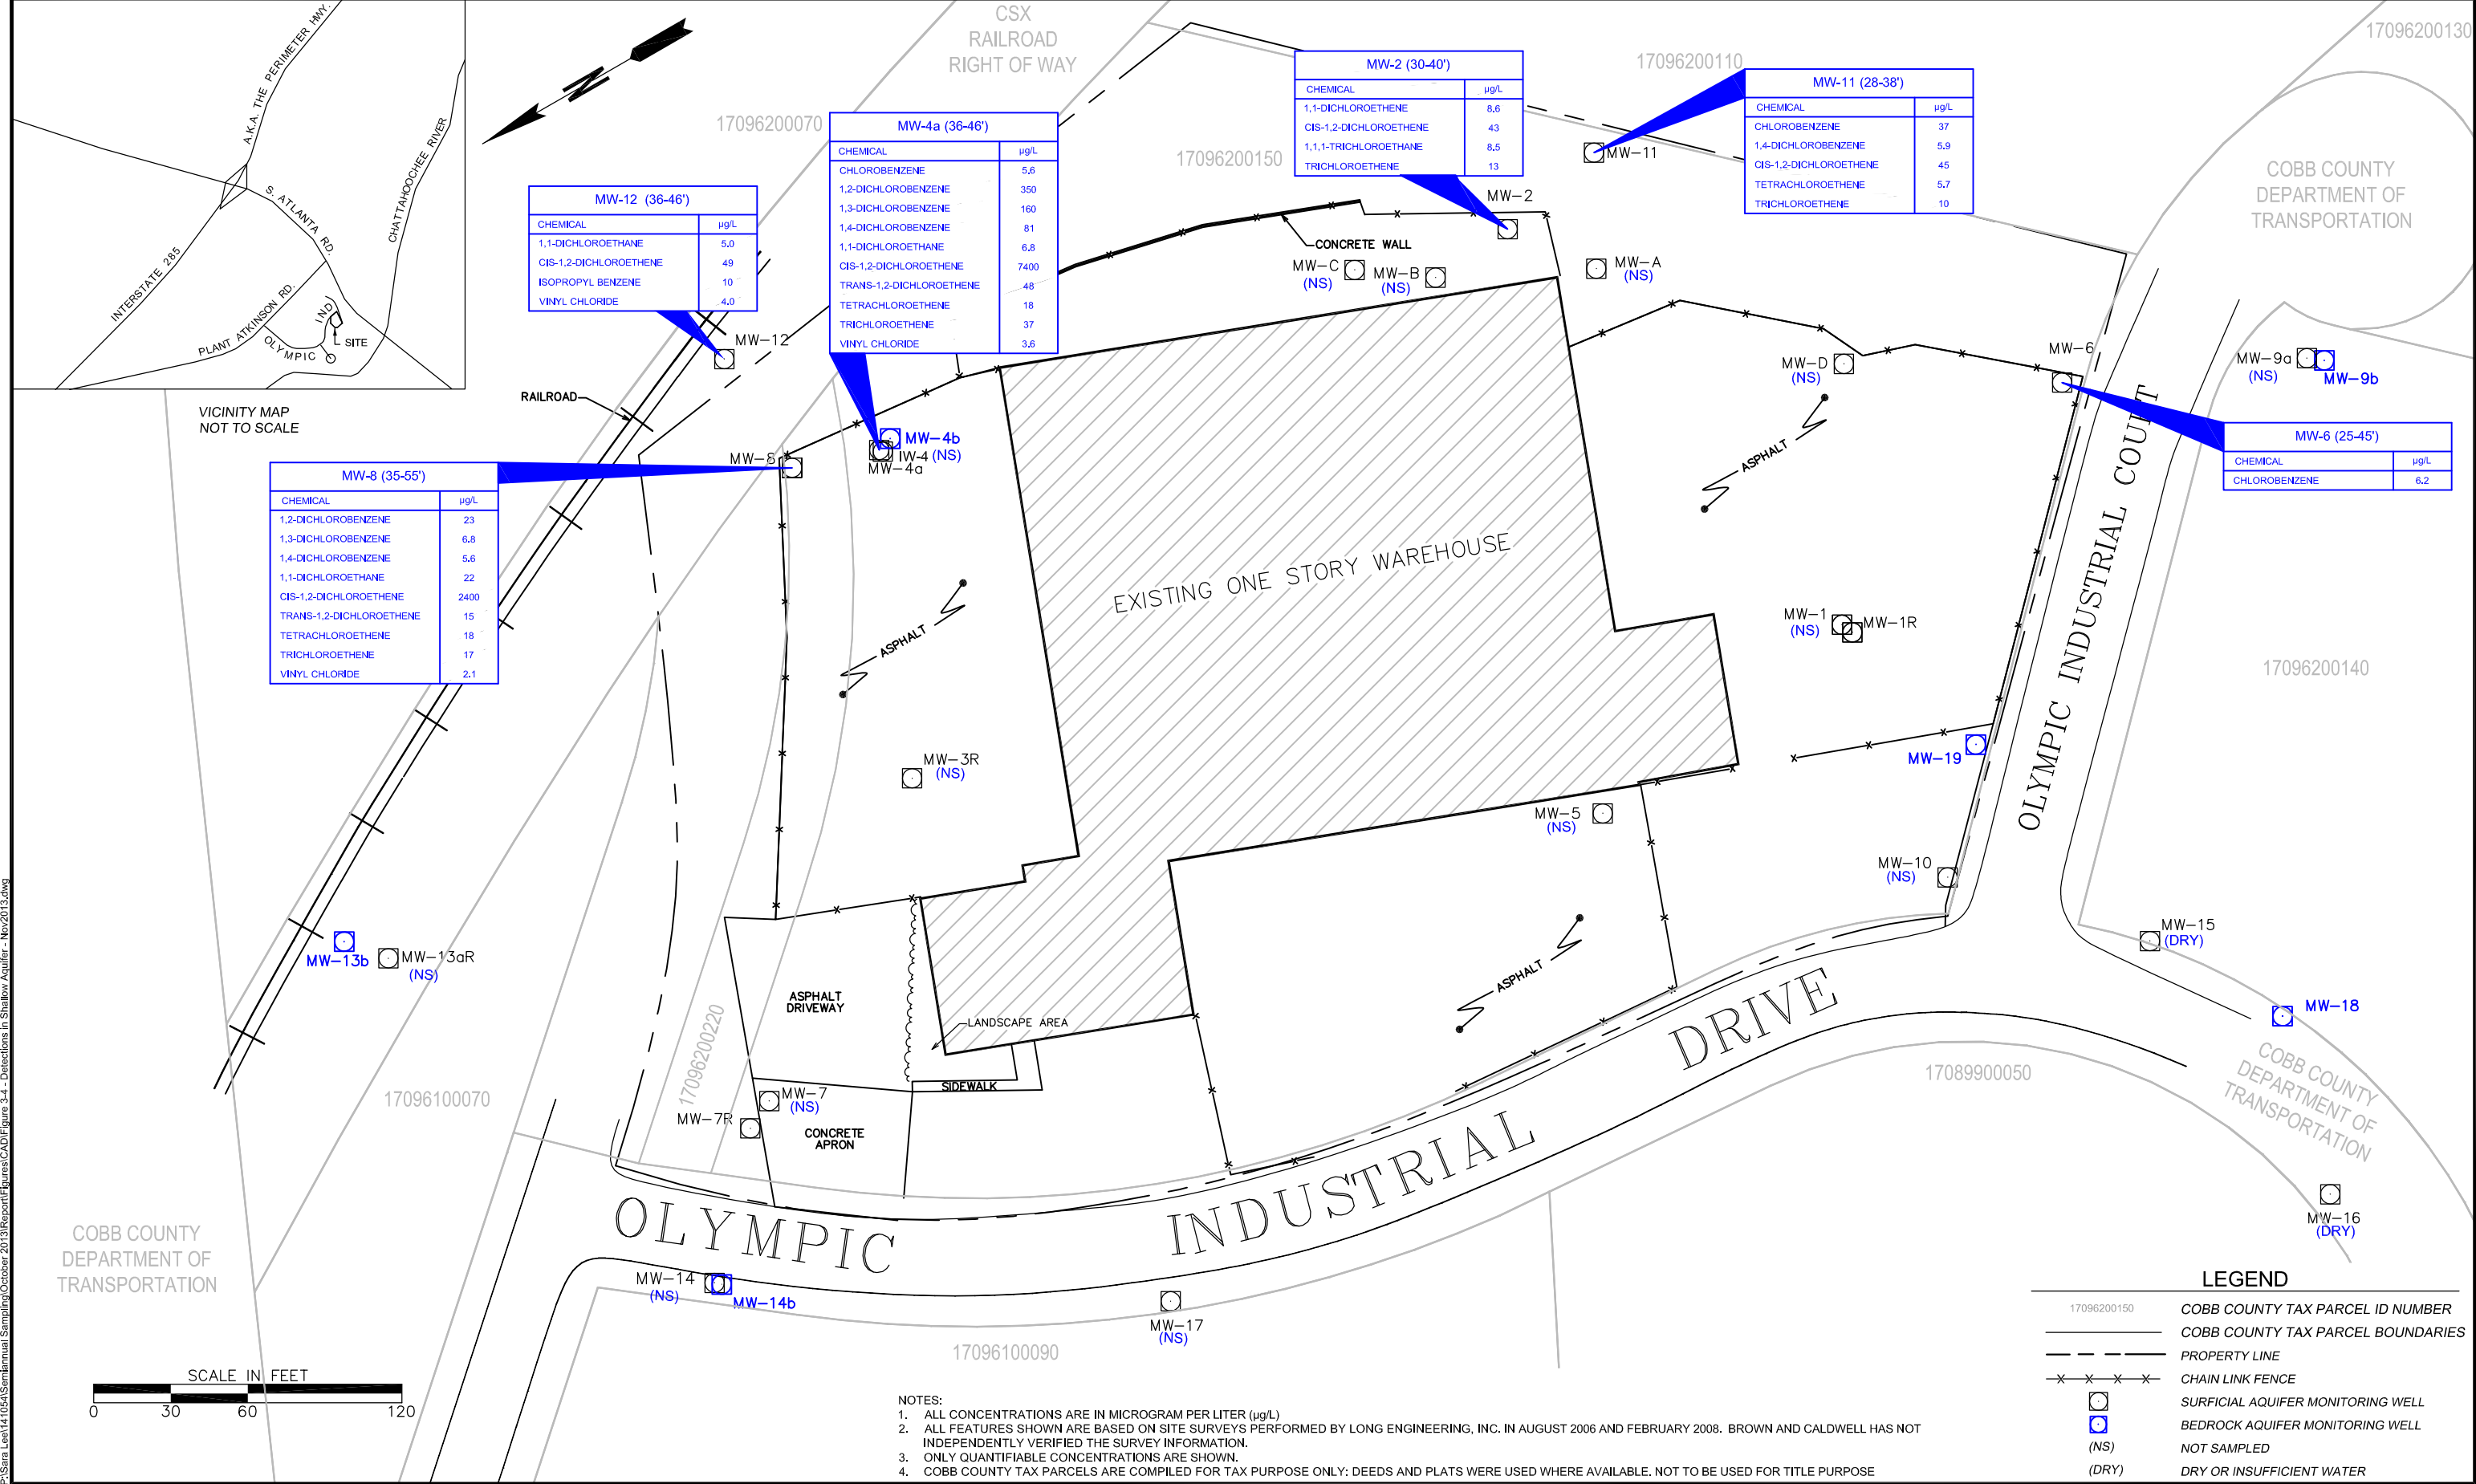 CSX
RAILROAD
RIGHT OF WAY
17096200130
17096200110
17096200070
17096200150
COBB COUNTY
DEPARTMENT OF
TRANSPORTATION
A.K.A. THE PERIMETER HWY.
S. ATLANTA RD.
CHATTAHOOCHEE RIVER
INTERSTATE 285
PLANT ATKINSON RD.
OLYMPIC
IND
SITE
VICINITY MAP
NOT TO SCALE
N
MW-12 (36-46')
CHEMICAL µg/L
1,1-DICHLOROETHANE 5.0
CIS-1,2-DICHLOROETHENE 49
ISOPROPYL BENZENE 10
VINYL CHLORIDE 4.0
MW-4a (36-46')
CHEMICAL µg/L
CHLOROBENZENE 5.6
1,2-DICHLOROBENZENE 350
1,3-DICHLOROBENZENE 160
1,4-DICHLOROBENZENE 81
1,1-DICHLOROETHANE 6.8
CIS-1,2-DICHLOROETHENE 7400
TRANS-1,2-DICHLOROETHENE 48
TETRACHLOROETHENE 18
TRICHLOROETHENE 37
VINYL CHLORIDE 3.6
MW-2 (30-40')
CHEMICAL µg/L
1,1-DICHLOROETHENE 8.6
CIS-1,2-DICHLOROETHENE 43
1,1,1-TRICHLOROETHANE 8.5
TRICHLOROETHENE 13
MW-11 (28-38')
CHEMICAL µg/L
CHLOROBENZENE 37
1,4-DICHLOROBENZENE 5.9
CIS-1,2-DICHLOROETHENE 45
TETRACHLOROETHENE 5.7
TRICHLOROETHENE 10
MW-6 (25-45')
CHEMICAL µg/L
CHLOROBENZENE 6.2
MW-8 (35-55')
CHEMICAL µg/L
1,2-DICHLOROBENZENE 23
1,3-DICHLOROBENZENE 6.8
1,4-DICHLOROBENZENE 5.6
1,1-DICHLOROETHANE 22
CIS-1,2-DICHLOROETHENE 2400
TRANS-1,2-DICHLOROETHENE 15
TETRACHLOROETHENE 18
TRICHLOROETHENE 17
VINYL CHLORIDE 2.1
MW-11
MW-2
CONCRETE WALL
MW-C
(NS)
MW-B
(NS)
MW-A
(NS)
MW-12
RAILROAD
MW-D
(NS)
MW-6
MW-9a
(NS)
MW-9b
MW-8
MW-4b
IW-4 (NS)
MW-4a
ASPHALT
ASPHALT
EXISTING ONE STORY WAREHOUSE
MW-1
(NS)
MW-1R
OLYMPIC INDUSTRIAL COURT
17096200140
MW-3R
(NS)
MW-19
MW-5
(NS)
MW-10
(NS)
MW-15
(DRY)
MW-13b
MW-13aR
(NS)
ASPHALT
ASPHALT
DRIVEWAY
LANDSCAPE AREA
MW-18
17096200220
SIDEWALK
17096100070
MW-7
(NS)
MW-7R
CONCRETE
APRON
17089900050
COBB COUNTY
DEPARTMENT OF
TRANSPORTATION
MW-16
(DRY)
OLYMPIC INDUSTRIAL DRIVE
COBB COUNTY
DEPARTMENT OF
TRANSPORTATION
MW-14
(NS)
MW-14b
MW-17
(NS)
17096100090
SCALE IN FEET
0 30 60 120
NOTES:
1. ALL CONCENTRATIONS ARE IN MICROGRAM PER LITER (µg/L)
2. ALL FEATURES SHOWN ARE BASED ON SITE SURVEYS PERFORMED BY LONG ENGINEERING, INC. IN AUGUST 2006 AND FEBRUARY 2008. BROWN AND CALDWELL HAS NOT
INDEPENDENTLY VERIFIED THE SURVEY INFORMATION.
3. ONLY QUANTIFIABLE CONCENTRATIONS ARE SHOWN.
4. COBB COUNTY TAX PARCELS ARE COMPILED FOR TAX PURPOSE ONLY: DEEDS AND PLATS WERE USED WHERE AVAILABLE. NOT TO BE USED FOR TITLE PURPOSE
LEGEND
17096200150 COBB COUNTY TAX PARCEL ID NUMBER
COBB COUNTY TAX PARCEL BOUNDARIES
PROPERTY LINE
CHAIN LINK FENCE
SURFICIAL AQUIFER MONITORING WELL
BEDROCK AQUIFER MONITORING WELL
(NS) NOT SAMPLED
(DRY) DRY OR INSUFFICIENT WATER
P:\Sara Lee\141054\Semiannual Sampling\October 2013\Report\Figures\CAD\Figure 3-4 - Detections in Shallow Aquifer - Nov2013.dwg